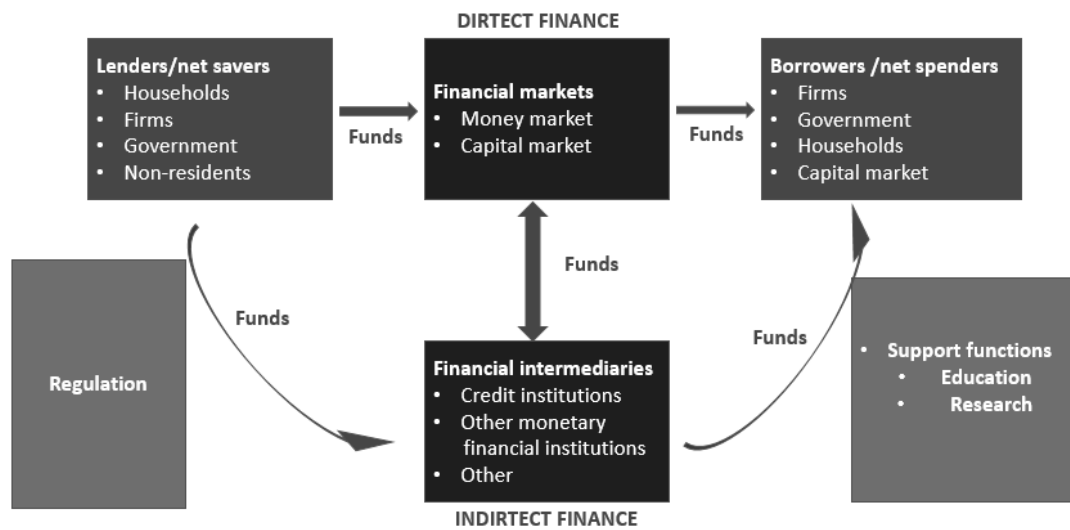 DIRTECT FINANCE
Lenders/net savers
• Households
• Firms
• Government
• Non-residents
Funds
Financial markets
• Money market
• Capital market
Funds
Borrowers /net spenders
• Firms
• Government
• Households
• Capital market
Funds
Regulation
Funds
Financial intermediaries
• Credit institutions
• Other monetary
financial institutions
• Other
Funds
• Support functions
• Education
• Research
INDIRTECT FINANCE